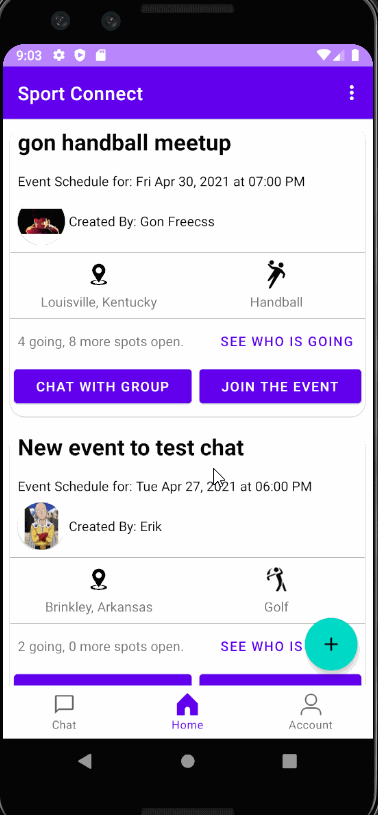 9:03
Sport Connect
gon handball meetup
Event Schedule for: Fri Apr 30, 2021 at 07:00 PM
Created By: Gon Freecss
Louisville, Kentucky Handball
4 going, 8 more spots open. SEE WHO IS GOING
CHAT WITH GROUP JOIN THE EVENT
New event to test chat
Event Schedule for: Tue Apr 27, 2021 at 06:00 PM
Created By: Erik
Brinkley, Arkansas Golf
2 going, 0 more spots open. SEE WHO IS
Chat Home Account